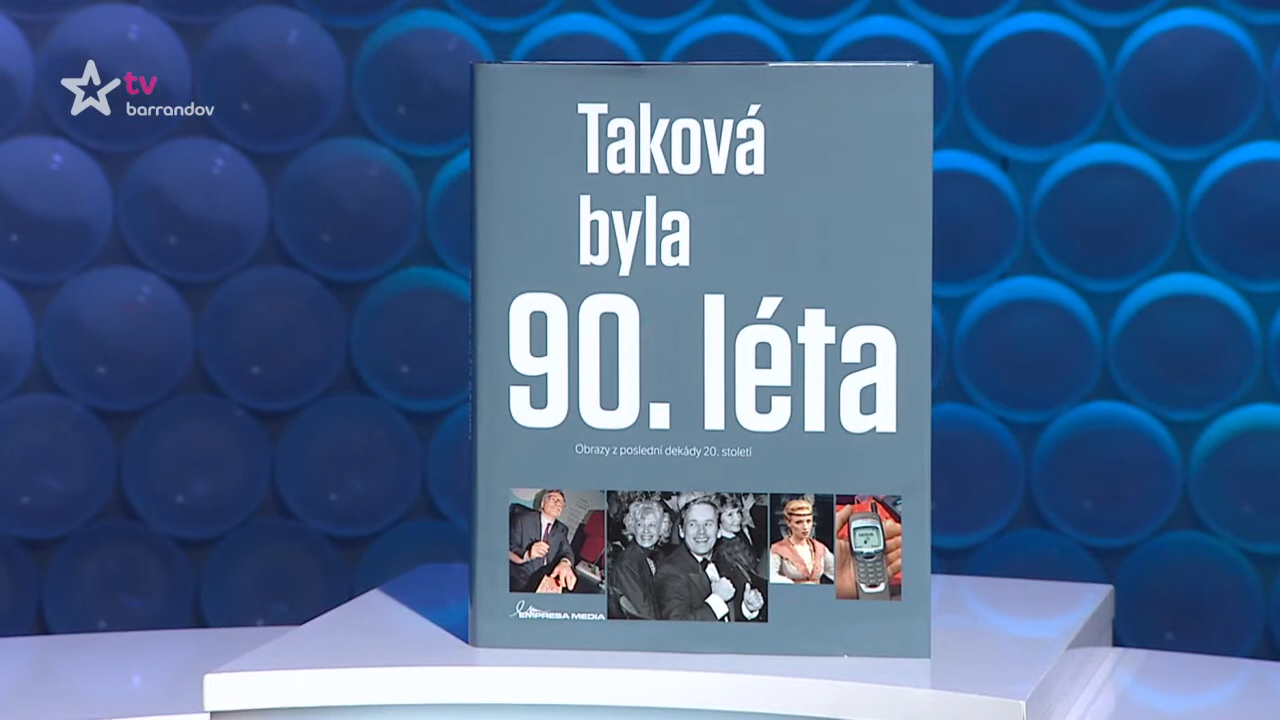 tv
barrandov
Taková
byla
90. léta
Obrazy z poslední dekády 20. století
EMPRESA MEDIA